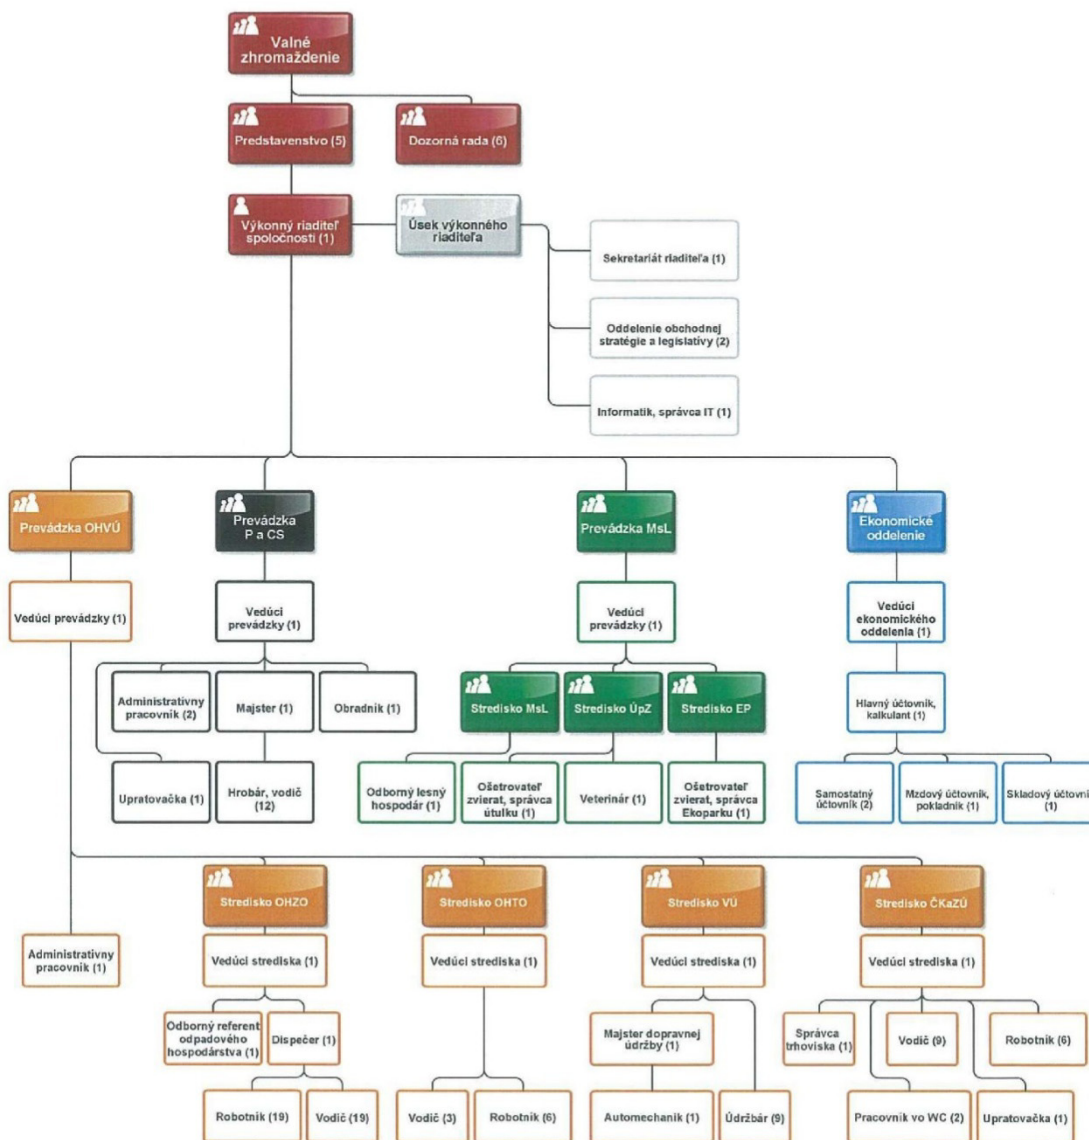 Valné
zhromaždenie
Predstavenstvo (5)
Dozorná rada (6)
Výkonný riaditeľ
spoločnosti (1)
Úsek výkonného
riaditeľa
Sekretariát riaditeľa (1)
Oddelenie obchodnej
stratégie a legislatívy (2)
Informatik, správca IT (1)
Prevádzka OHVÚ
Prevádzka
P a CS
Prevádzka MsL
Ekonomické
oddelenie
Vedúci prevádzky (1)
Vedúci
prevádzky (1)
Vedúci
prevádzky (1)
Vedúci
ekonomického
oddelenia (1)
Administratívny
pracovník (2)
Majster (1)
Obradník (1)
Stredisko MsL
Stredisko ÚpZ
Stredisko EP
Hlavný účtovník,
kalkulant (1)
Upratovačka (1)
Hrobár, vodič
(12)
Odborný lesný
hospodár (1)
Ošetrovateľ
zvierat, správca
útulku (1)
Veterinár (1)
Ošetrovateľ
zvierat, správca
Ekoparku (1)
Samostatný
účtovník (2)
Mzdový účtovník,
pokladník (1)
Skladový účtovník
(1)
Stredisko OHZO
Stredisko OHTO
Stredisko VÚ
Stredisko ČKaZÚ
Administratívny
pracovník (1)
Vedúci strediska (1)
Vedúci strediska (1)
Vedúci strediska (1)
Vedúci strediska (1)
Odborný referent
odpadového
hospodárstva (1)
Dispečer (1)
Majster dopravnej
údržby (1)
Správca
trhoviska (1)
Vodič (9)
Robotník (6)
Robotník (19)
Vodič (19)
Vodič (3)
Robotník (6)
Automechanik (1)
Údržbár (9)
Pracovník vo WC (2)
Upratovačka (1)